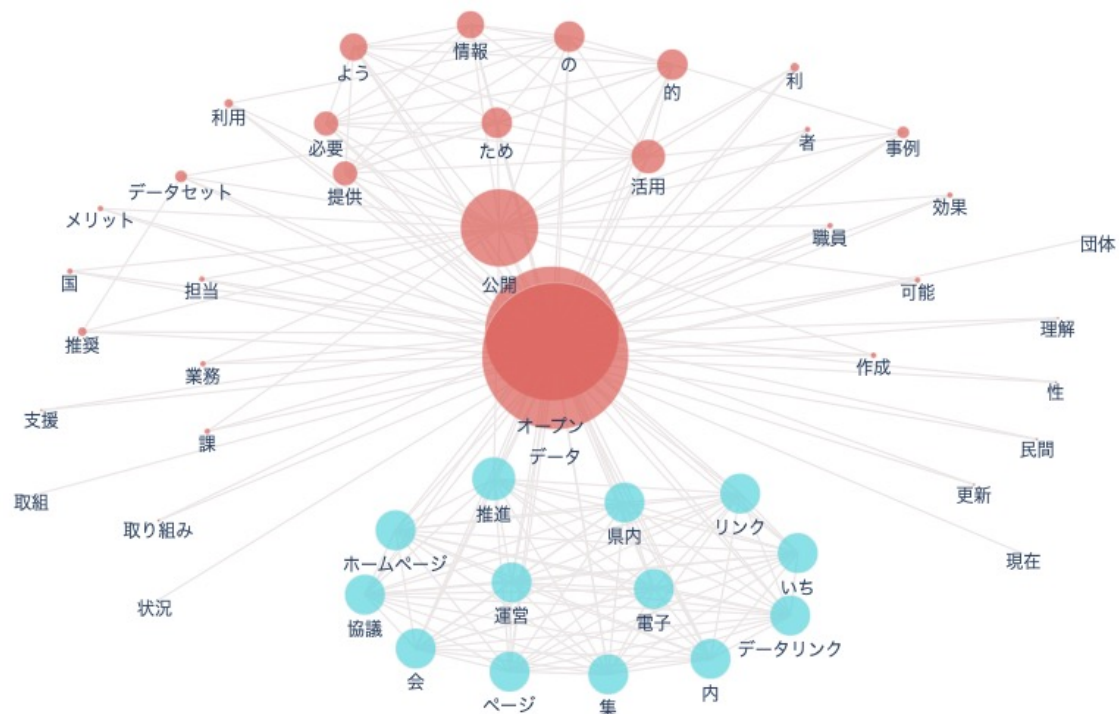 情報
の
よう
的
利
利用
必要
ため
者
事例
データセット
提供
活用
メリット
効果
職員
団体
国
担当
公開
可能
理解
推奨
業務
作成
性
支援
オープン
課
民間
データ
取組
更新
推進
取り組み
県内
リンク
ホームページ
現在
いち
状況
協議
運営
電子
データリンク
会
ページ
集
内